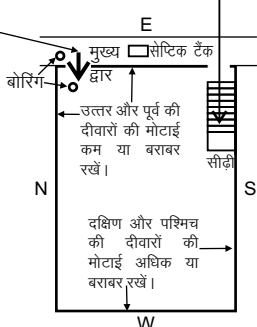 E
मुख्य सेप्टिक टैंक
द्वार
बोरिंग
उत्तर और पूर्व की
दीवारों की मोटाई
कम या बराबर
रखें।
सीढ़ी
N
S
दक्षिण और पश्मिच
की दीवारों की
मोटाई अधिक या
बराबर रखें।
W